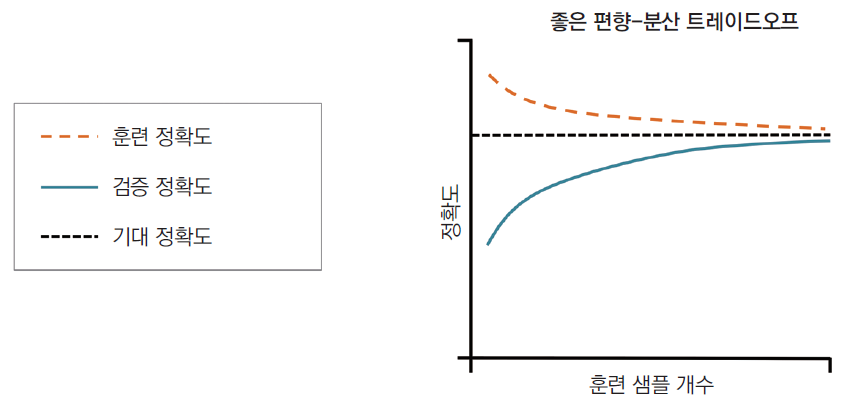 좋은 편향-분산 트레이드오프
훈련 정확도
검증 정확도
기대 정확도
정확도
훈련 샘플 개수